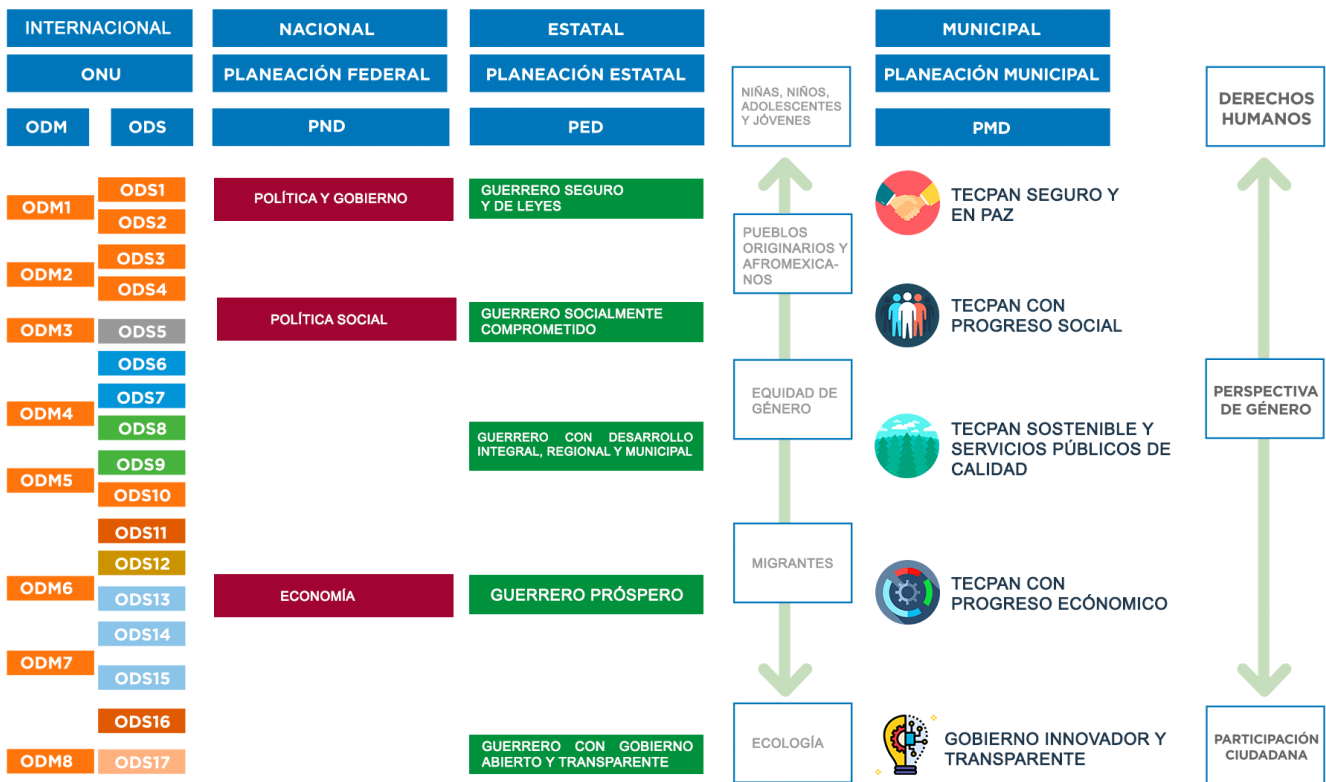 INTERNACIONAL
ONU
ODM
ODS
ODM1
ODM2
ODM3
ODM4
ODM5
ODM6
ODM7
ODM8
ODS1
ODS2
ODS3
ODS4
ODS5
ODS6
ODS7
ODS8
ODS9
ODS10
ODS11
ODS12
ODS13
ODS14
ODS15
ODS16
ODS17
NACIONAL
PLANEACIÓN FEDERAL
PND
POLÍTICA Y GOBIERNO
POLÍTICA SOCIAL
ECONOMÍA
ESTATAL
PLANEACIÓN ESTATAL
PED
GUERRERO SEGURO
Y DE LEYES
GUERRERO SOCIALMENTE
COMPROMETIDO
GUERRERO CON DESARROLLO
INTEGRAL, REGIONAL Y MUNICIPAL
GUERRERO PRÓSPERO
GUERRERO CON GOBIERNO
ABIERTO Y TRANSPARENTE
NIÑAS, NIÑOS,
ADOLESCENTES
Y JÓVENES
PUEBLOS
ORIGINARIOS Y
AFROMEXICA-
NOS
EQUIDAD DE
GÉNERO
MIGRANTES
ECOLOGÍA
MUNICIPAL
PLANEACIÓN MUNICIPAL
PMD
TECPAN SEGURO Y
EN PAZ
TECPAN CON
PROGRESO SOCIAL
TECPAN SOSTENIBLE Y
SERVICIOS PÚBLICOS DE
CALIDAD
TECPAN CON
PROGRESO ECÓNOMICO
GOBIERNO INNOVADOR Y
TRANSPARENTE
DERECHOS
HUMANOS
PERSPECTIVA
DE GÉNERO
PARTICIPACIÓN
CIUDADANA